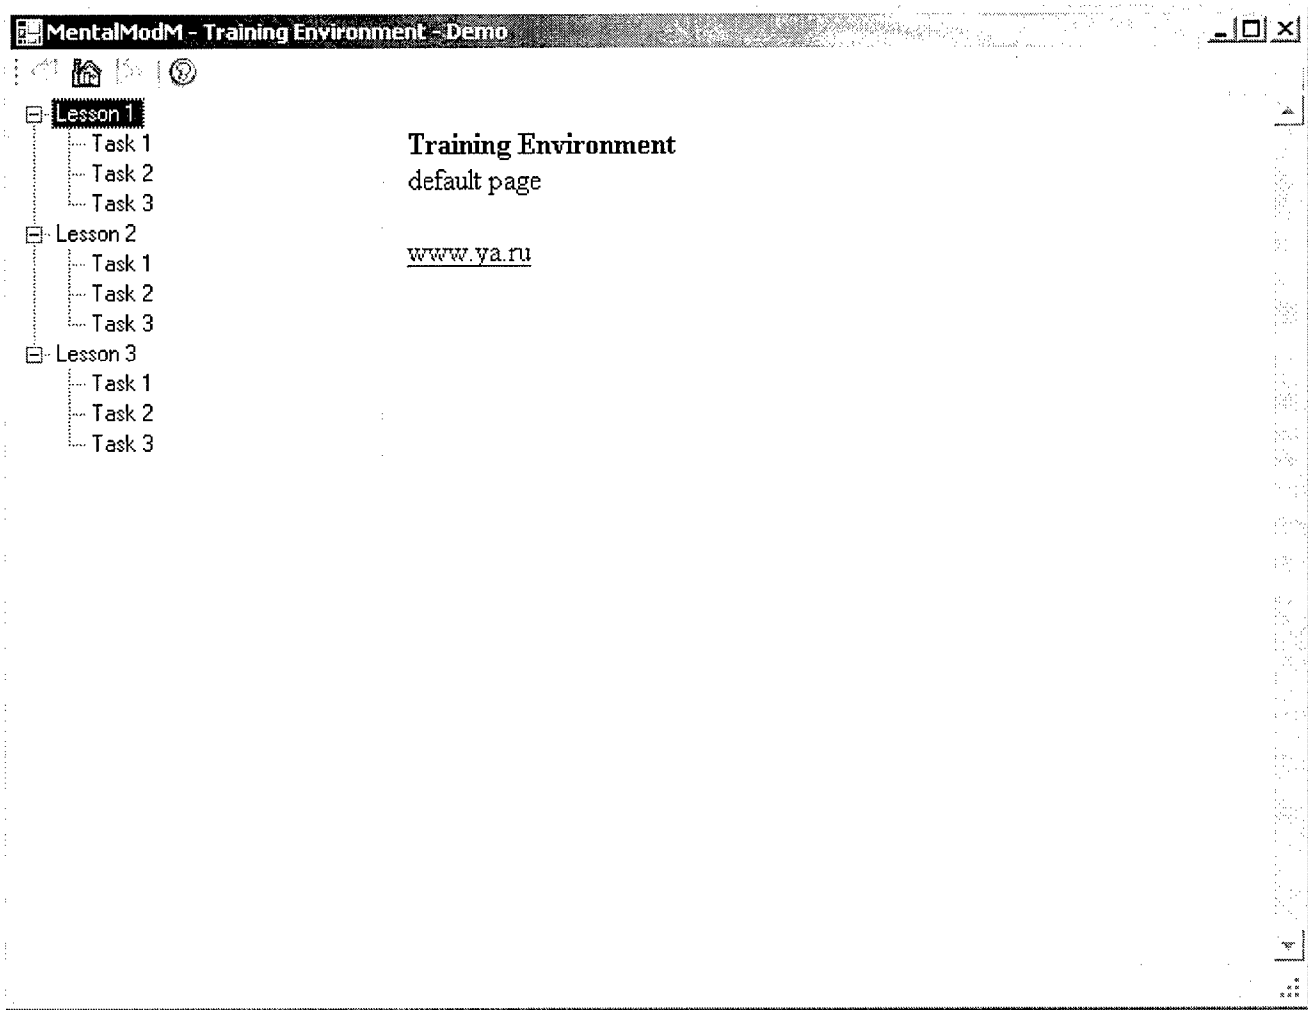 MentalModM - Training Environment - Demo
Lesson 1
Task 1
Task 2
Task 3
Lesson 2
Task 1
Task 2
Task 3
Lesson 3
Task 1
Task 2
Task 3
Training Environment
default page
www.ya.ru